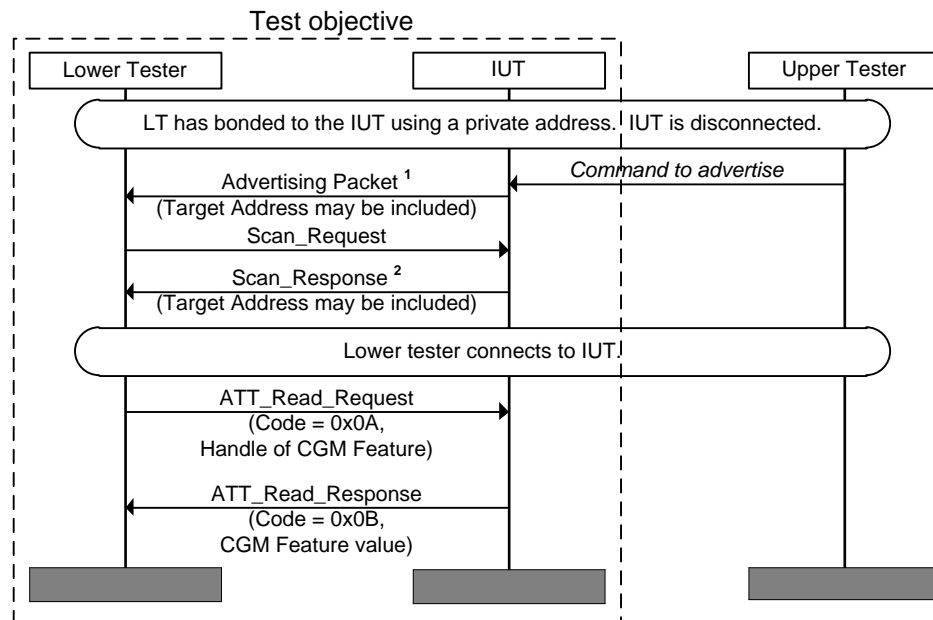 Test objective
Lower Tester
IUT
Upper Tester
LT has bonded to the IUT using a private address.  IUT is disconnected.
Command to advertise
Advertising Packet 1
(Target Address may be included)
Scan_Request
Scan_Response 2
(Target Address may be included)
Lower tester connects to IUT.
ATT_Read_Request
(Code = 0x0A,
Handle of CGM Feature)
ATT_Read_Response
(Code = 0x0B,
CGM Feature value)